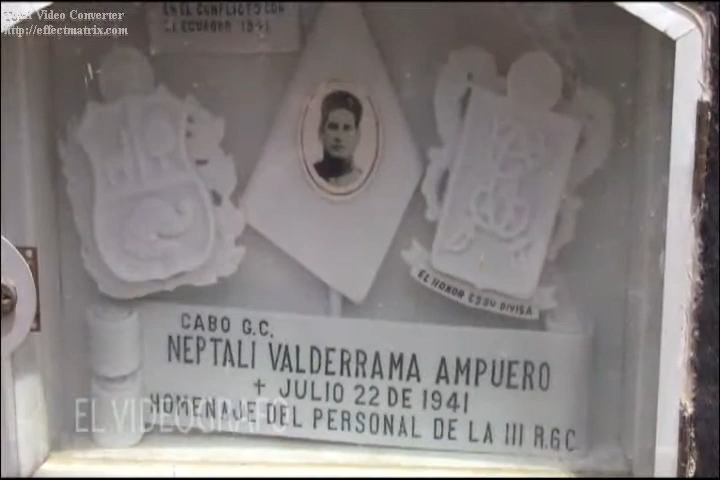 Total Video Converter
http://effectmatrix.com
EN EL CONFLICTO CON
EL ECUADOR 1941
EL HONOR ES SU DIVISA
CABO G.C.
NEPTALI VALDERRAMA AMPUERO
† JULIO 22 DE 1941
HOMENAJE DEL PERSONAL DE LA III R.G.C
EL VIDEOGRAFO